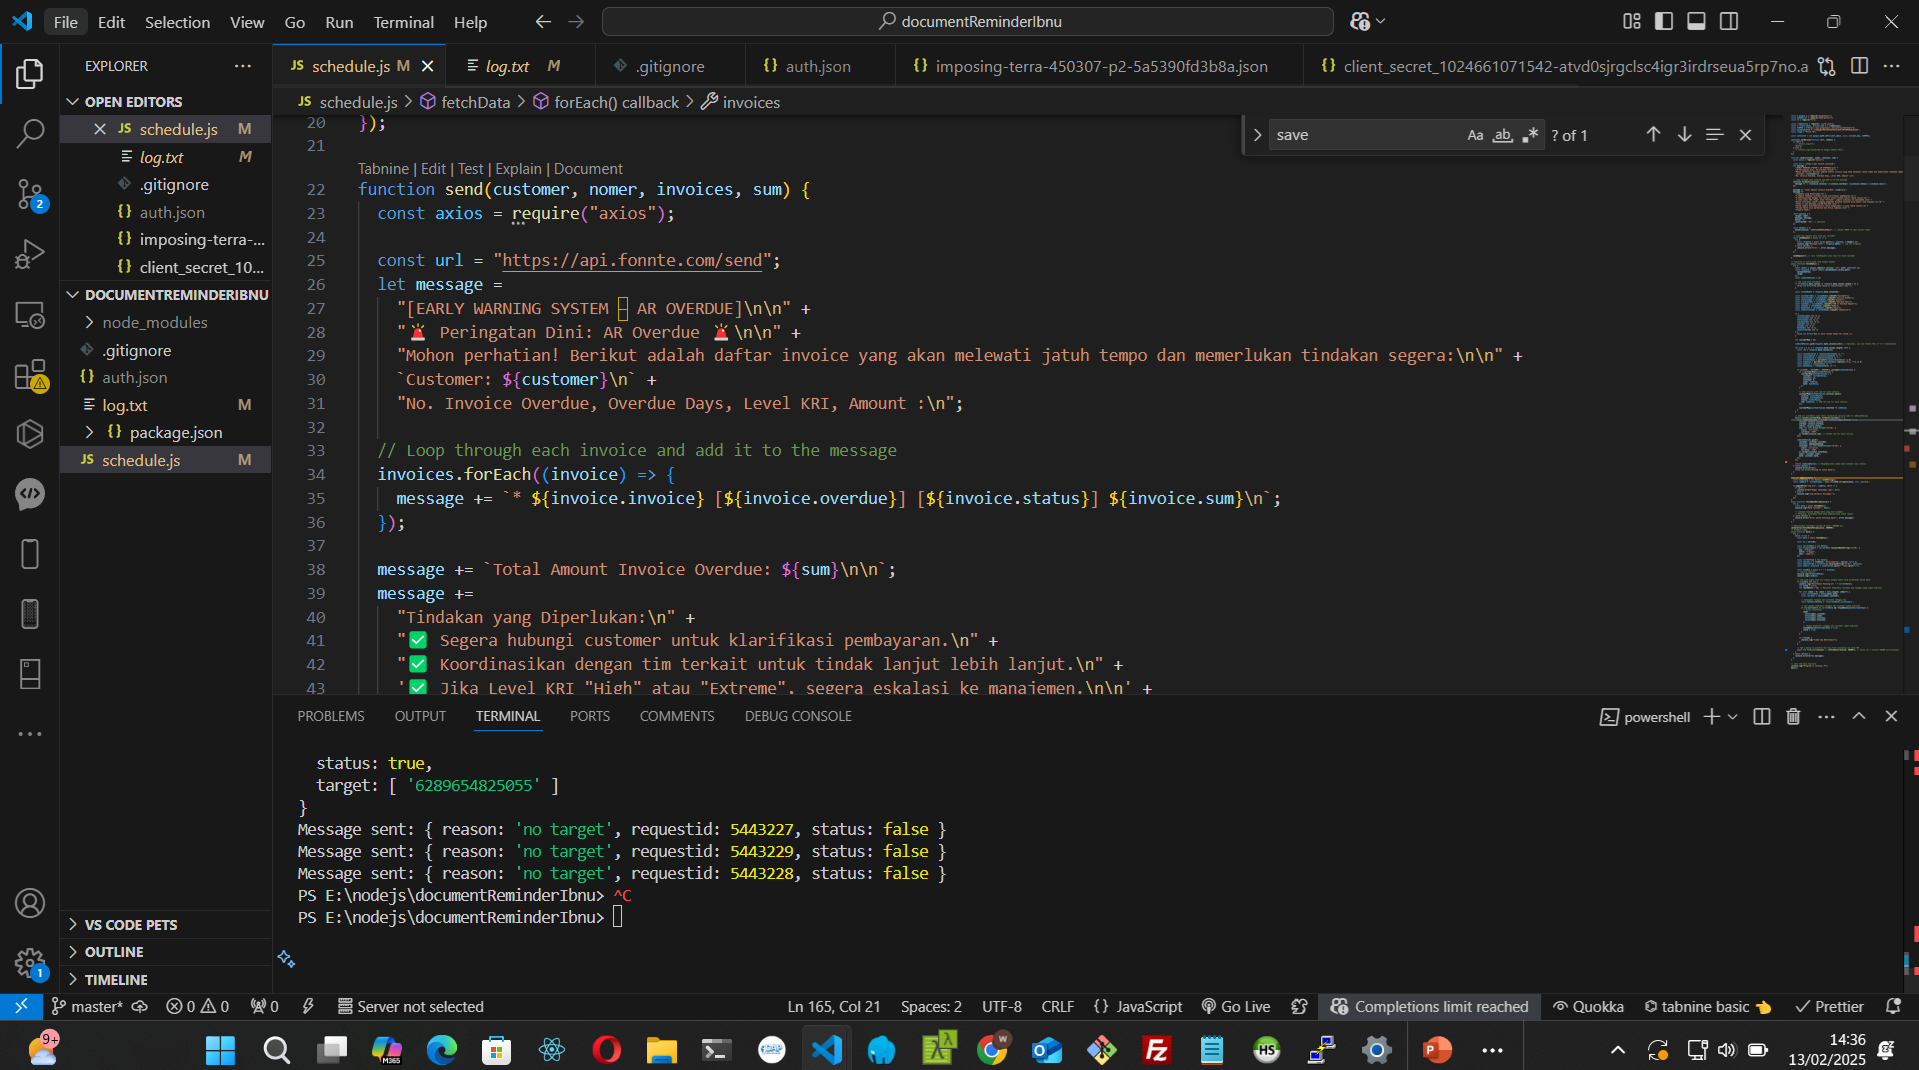 File Edit Selection View Go Run Terminal Help
documentReminderIbnu
EXPLORER
OPEN EDITORS
schedule.js M
log.txt M
.gitignore
auth.json
imposing-terra-...
client_secret_10...
DOCUMENTREMINDERIBNU
node_modules
.gitignore
auth.json
log.txt M
package.json
schedule.js M
VS CODE PETS
OUTLINE
TIMELINE
JS schedule.js M log.txt M .gitignore {} auth.json {} imposing-terra-450307-p2-5a5390fd3b8a.json {} client_secret_1024661071542-atvd0sjrgclsc4igr3irdrseua5rp7no.a
JS schedule.js > fetchData > forEach() callback > invoices
save Aa ab ? of 1
20 });
21
Tabnine | Edit | Test | Explain | Document
22 function send(customer, nomer, invoices, sum) {
23 const axios = require("axios");
24
25 const url = "https://api.fonnte.com/send";
26 let message =
27 "[EARLY WARNING SYSTEM – AR OVERDUE]\n\n" +
28 "🚨 Peringatan Dini: AR Overdue 🚨\n\n" +
29 "Mohon perhatian! Berikut adalah daftar invoice yang akan melewati jatuh tempo dan memerlukan tindakan segera:\n\n" +
30 `Customer: ${customer}\n` +
31 "No. Invoice Overdue, Overdue Days, Level KRI, Amount :\n";
32
33 // Loop through each invoice and add it to the message
34 invoices.forEach((invoice) => {
35 message += `* ${invoice.invoice} [${invoice.overdue}] [${invoice.status}] ${invoice.sum}\n`;
36 });
37
38 message += `Total Amount Invoice Overdue: ${sum}\n\n`;
39 message +=
40 "Tindakan yang Diperlukan:\n" +
41 "✅ Segera hubungi customer untuk klarifikasi pembayaran.\n" +
42 "✅ Koordinasikan dengan tim terkait untuk tindak lanjut lebih lanjut.\n" +
43 '✅ Jika Level KRI "High" atau "Extreme", segera eskalasi ke manajemen.\n\n' +
PROBLEMS OUTPUT TERMINAL PORTS COMMENTS DEBUG CONSOLE
powershell
status: true,
target: [ '6289654825055' ]
}
Message sent: { reason: 'no target', requestid: 5443227, status: false }
Message sent: { reason: 'no target', requestid: 5443229, status: false }
Message sent: { reason: 'no target', requestid: 5443228, status: false }
PS E:\nodejs\documentReminderIbnu> ^C
PS E:\nodejs\documentReminderIbnu>
master* 0 0 0 Server not selected Ln 165, Col 21 Spaces: 2 UTF-8 CRLF {} JavaScript Go Live Completions limit reached Quokka tabnine basic Prettier
14:36
13/02/2025